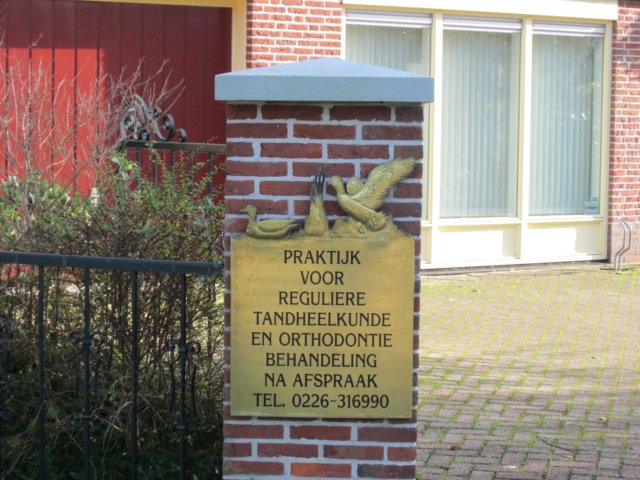 PRAKTIJK
VOOR
REGULIERE
TANDHEELKUNDE
EN ORTHODONTIE
BEHANDELING
NA AFSPRAAK
TEL. 0226-316990